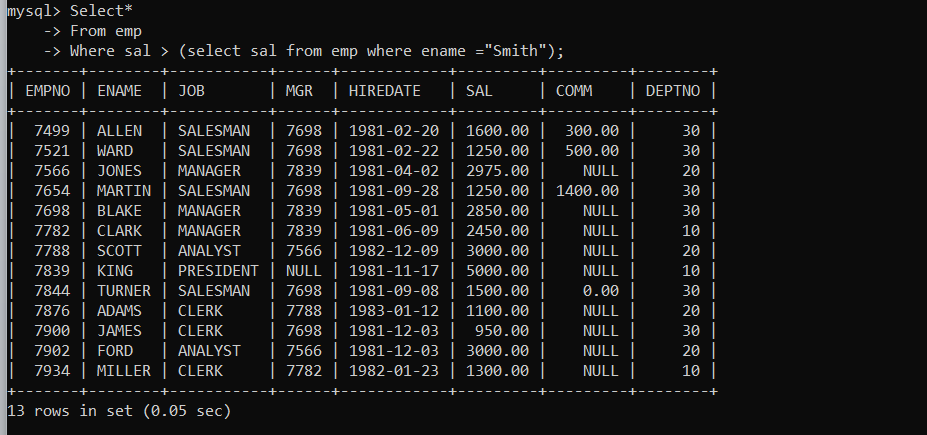 mysql> Select*
    -> From emp
    -> Where sal > (select sal from emp where ename ="Smith");
+-------+--------+-----------+------+------------+---------+---------+--------+
| EMPNO | ENAME  | JOB       | MGR  | HIREDATE   | SAL     | COMM    | DEPTNO |
+-------+--------+-----------+------+------------+---------+---------+--------+
|  7499 | ALLEN  | SALESMAN  | 7698 | 1981-02-20 | 1600.00 |  300.00 |     30 |
|  7521 | WARD   | SALESMAN  | 7698 | 1981-02-22 | 1250.00 |  500.00 |     30 |
|  7566 | JONES  | MANAGER   | 7839 | 1981-04-02 | 2975.00 |    NULL |     20 |
|  7654 | MARTIN | SALESMAN  | 7698 | 1981-09-28 | 1250.00 | 1400.00 |     30 |
|  7698 | BLAKE  | MANAGER   | 7839 | 1981-05-01 | 2850.00 |    NULL |     30 |
|  7782 | CLARK  | MANAGER   | 7839 | 1981-06-09 | 2450.00 |    NULL |     10 |
|  7788 | SCOTT  | ANALYST   | 7566 | 1982-12-09 | 3000.00 |    NULL |     20 |
|  7839 | KING   | PRESIDENT | NULL | 1981-11-17 | 5000.00 |    NULL |     10 |
|  7844 | TURNER | SALESMAN  | 7698 | 1981-09-08 | 1500.00 |    0.00 |     30 |
|  7876 | ADAMS  | CLERK     | 7788 | 1983-01-12 | 1100.00 |    NULL |     20 |
|  7900 | JAMES  | CLERK     | 7698 | 1981-12-03 |  950.00 |    NULL |     30 |
|  7902 | FORD   | ANALYST   | 7566 | 1981-12-03 | 3000.00 |    NULL |     20 |
|  7934 | MILLER | CLERK     | 7782 | 1982-01-23 | 1300.00 |    NULL |     10 |
+-------+--------+-----------+------+------------+---------+---------+--------+
13 rows in set (0.05 sec)